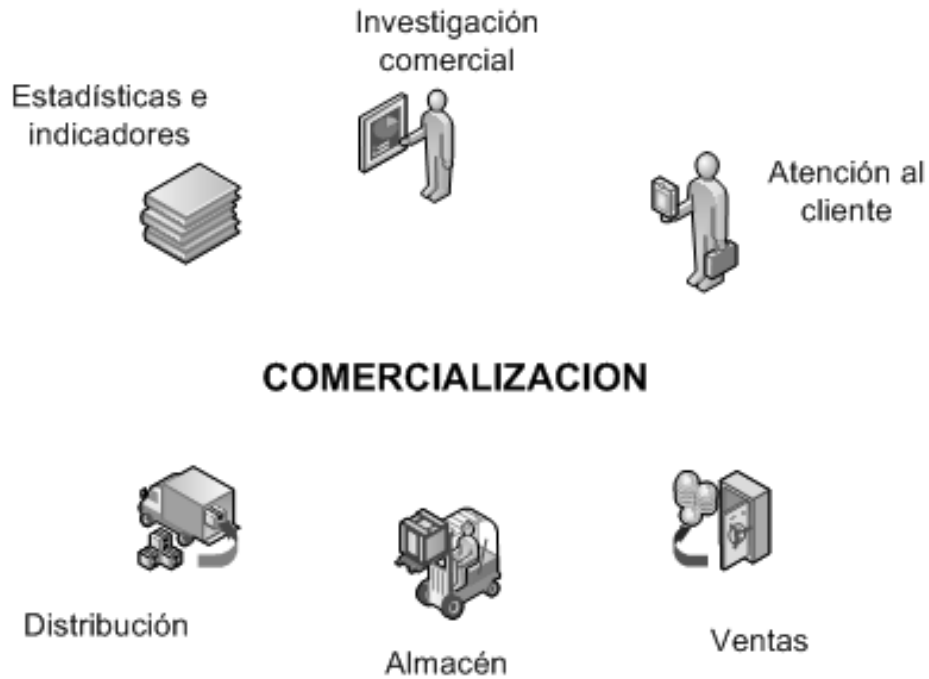 Investigación
comercial
Estadísticas e
indicadores
Atención al
cliente
COMERCIALIZACION
Distribución
Almacén
Ventas